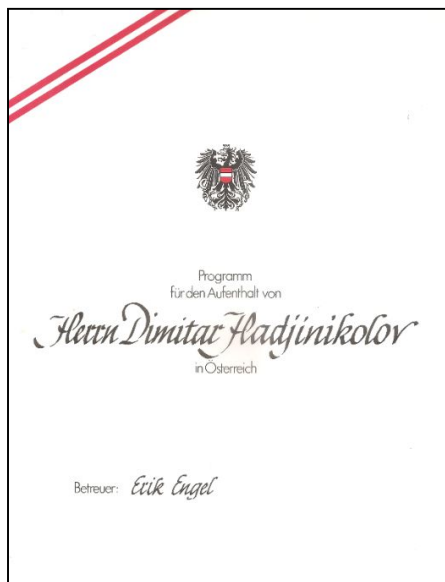 Programm
für den Aufenthalt von
Herrn Dimitar Hadjinikolov
in Österreich
Betreuer: Erik Engel